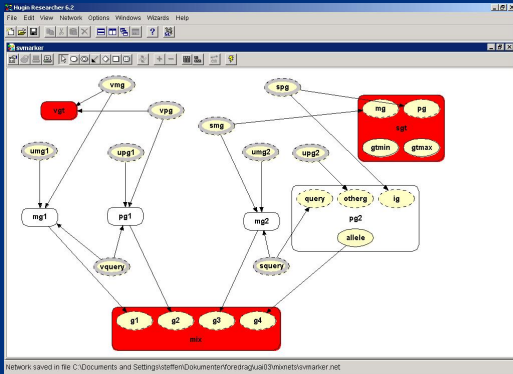 Hugin Researcher 6.2
File Edit View Network Options Windows Wizards Help
svmarker
vmg
spg
vgt
vpg
smg
mg
pg
sgt
umg1
upg1
umg2
upg2
gtmin
gtmax
query
otherg
ig
mg1
pg1
mg2
pg2
allele
vquery
squery
g1
g2
g3
g4
mix
Network saved in file C:\Documents and Settings\steffen\Dokumenter\foredrag\uai03\mixnets\svmarker.net